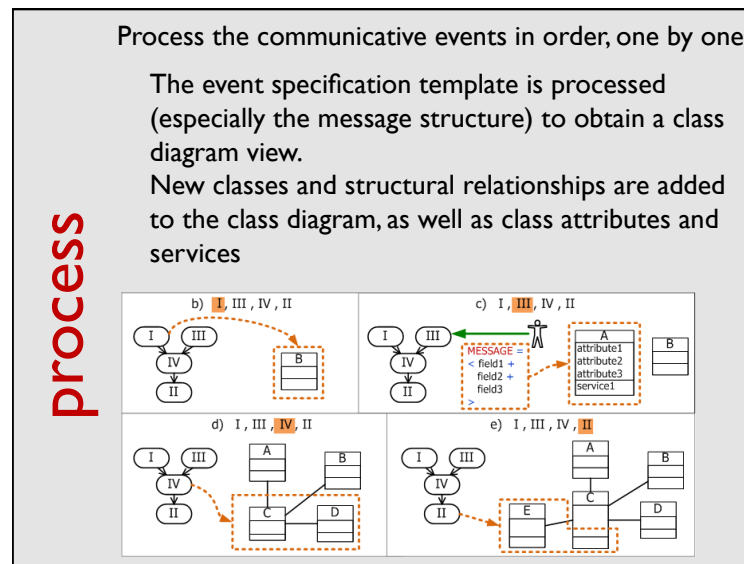 Process the communicative events in order, one by one
The event specification template is processed
(especially the message structure) to obtain a class
diagram view.
New classes and structural relationships are added
to the class diagram, as well as class attributes and
services
process
b) I , III , IV , II
I
III
IV
II
B
c) I , III , IV , II
I
III
IV
II
MESSAGE =
< field1 +
field2 +
field3
>
A
attribute1
attribute2
attribute3
service1
B
d) I , III , IV , II
I
III
IV
II
A
B
C
D
e) I , III , IV , II
I
III
IV
II
A
B
C
D
E